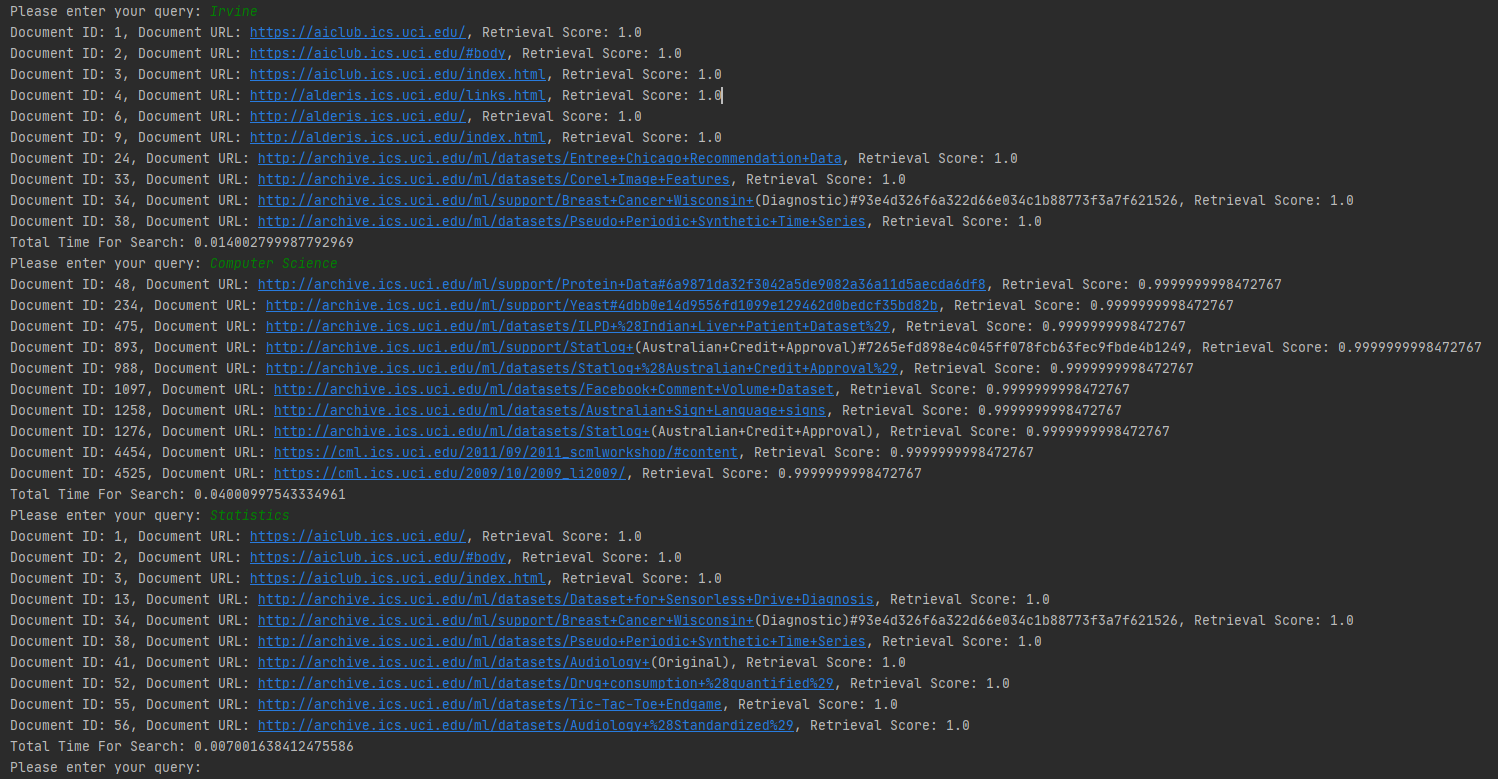 Please enter your query: Irvine
Document ID: 1, Document URL: https://aiclub.ics.uci.edu/, Retrieval Score: 1.0
Document ID: 2, Document URL: https://aiclub.ics.uci.edu/#body, Retrieval Score: 1.0
Document ID: 3, Document URL: https://aiclub.ics.uci.edu/index.html, Retrieval Score: 1.0
Document ID: 4, Document URL: http://alderis.ics.uci.edu/links.html, Retrieval Score: 1.0
Document ID: 6, Document URL: http://alderis.ics.uci.edu/, Retrieval Score: 1.0
Document ID: 9, Document URL: http://alderis.ics.uci.edu/index.html, Retrieval Score: 1.0
Document ID: 24, Document URL: http://archive.ics.uci.edu/ml/datasets/Entree+Chicago+Recommendation+Data, Retrieval Score: 1.0
Document ID: 33, Document URL: http://archive.ics.uci.edu/ml/datasets/Corel+Image+Features, Retrieval Score: 1.0
Document ID: 34, Document URL: http://archive.ics.uci.edu/ml/support/Breast+Cancer+Wisconsin+(Diagnostic)#93e4d326f6a322d66e034c1b88773f3a7f621526, Retrieval Score: 1.0
Document ID: 38, Document URL: http://archive.ics.uci.edu/ml/datasets/Pseudo+Periodic+Synthetic+Time+Series, Retrieval Score: 1.0
Total Time For Search: 0.014002799987792969
Please enter your query: Computer Science
Document ID: 48, Document URL: http://archive.ics.uci.edu/ml/support/Protein+Data#6a9871da32f3042a5de9082a36a11d5aecda6df8, Retrieval Score: 0.9999999998472767
Document ID: 234, Document URL: http://archive.ics.uci.edu/ml/support/Yeast#4dbb0e14d9556fd1099e129462d0bedcf35bd82b, Retrieval Score: 0.9999999998472767
Document ID: 475, Document URL: http://archive.ics.uci.edu/ml/datasets/ILPD+%28Indian+Liver+Patient+Dataset%29, Retrieval Score: 0.9999999998472767
Document ID: 893, Document URL: http://archive.ics.uci.edu/ml/support/Statlog+(Australian+Credit+Approval)#7265efd898e4c045ff078fcb63fec9fbde4b1249, Retrieval Score: 0.9999999998472767
Document ID: 988, Document URL: http://archive.ics.uci.edu/ml/datasets/Statlog+%28Australian+Credit+Approval%29, Retrieval Score: 0.9999999998472767
Document ID: 1097, Document URL: http://archive.ics.uci.edu/ml/datasets/Facebook+Comment+Volume+Dataset, Retrieval Score: 0.9999999998472767
Document ID: 1258, Document URL: http://archive.ics.uci.edu/ml/datasets/Australian+Sign+Language+signs, Retrieval Score: 0.9999999998472767
Document ID: 1276, Document URL: http://archive.ics.uci.edu/ml/datasets/Statlog+(Australian+Credit+Approval), Retrieval Score: 0.9999999998472767
Document ID: 4454, Document URL: https://cml.ics.uci.edu/2011/09/2011_scmlworkshop/#content, Retrieval Score: 0.9999999998472767
Document ID: 4525, Document URL: https://cml.ics.uci.edu/2009/10/2009_li2009/, Retrieval Score: 0.9999999998472767
Total Time For Search: 0.04000997543334961
Please enter your query: Statistics
Document ID: 1, Document URL: https://aiclub.ics.uci.edu/, Retrieval Score: 1.0
Document ID: 2, Document URL: https://aiclub.ics.uci.edu/#body, Retrieval Score: 1.0
Document ID: 3, Document URL: https://aiclub.ics.uci.edu/index.html, Retrieval Score: 1.0
Document ID: 13, Document URL: http://archive.ics.uci.edu/ml/datasets/Dataset+for+Sensorless+Drive+Diagnosis, Retrieval Score: 1.0
Document ID: 34, Document URL: http://archive.ics.uci.edu/ml/support/Breast+Cancer+Wisconsin+(Diagnostic)#93e4d326f6a322d66e034c1b88773f3a7f621526, Retrieval Score: 1.0
Document ID: 38, Document URL: http://archive.ics.uci.edu/ml/datasets/Pseudo+Periodic+Synthetic+Time+Series, Retrieval Score: 1.0
Document ID: 41, Document URL: http://archive.ics.uci.edu/ml/datasets/Audiology+(Original), Retrieval Score: 1.0
Document ID: 52, Document URL: http://archive.ics.uci.edu/ml/datasets/Drug+consumption+%28quantified%29, Retrieval Score: 1.0
Document ID: 55, Document URL: http://archive.ics.uci.edu/ml/datasets/Tic-Tac-Toe+Endgame, Retrieval Score: 1.0
Document ID: 56, Document URL: http://archive.ics.uci.edu/ml/datasets/Audiology+%28Standardized%29, Retrieval Score: 1.0
Total Time For Search: 0.007001638412475586
Please enter your query: